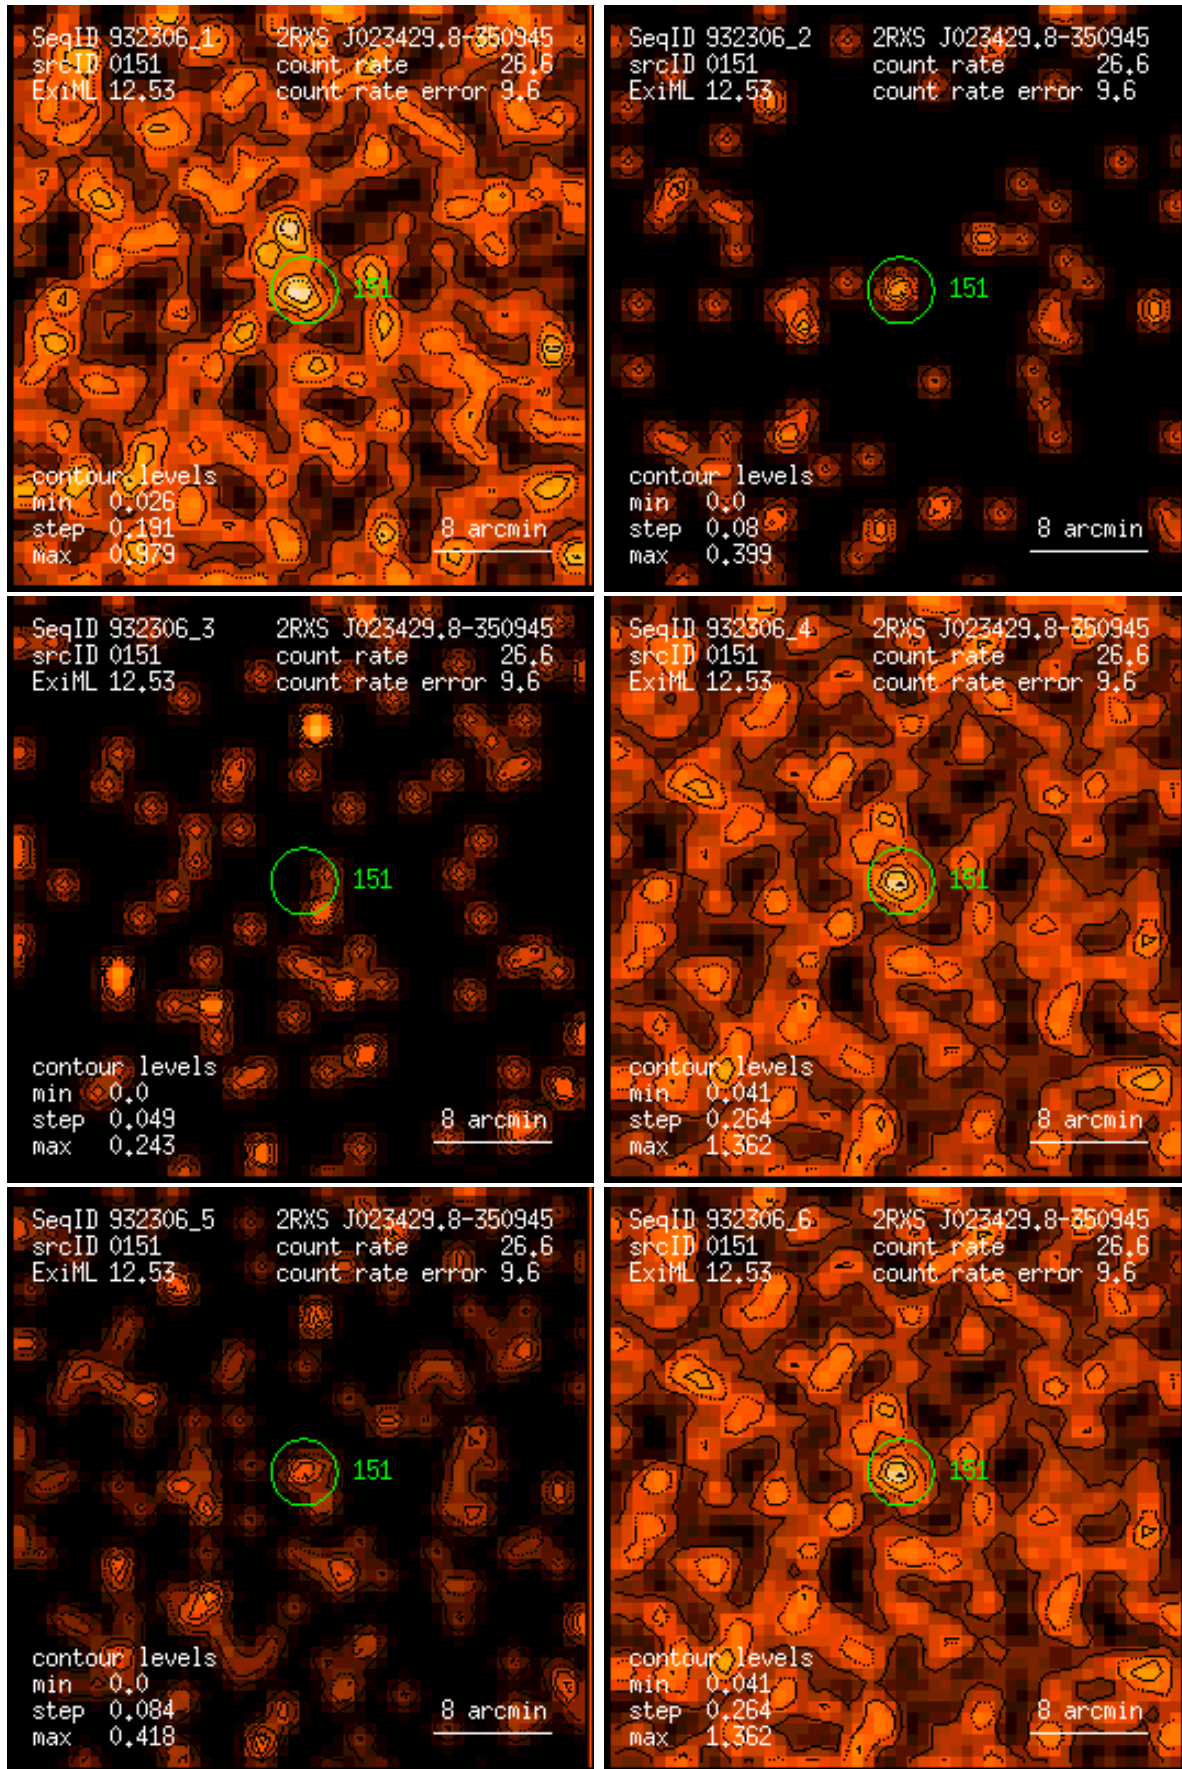 SeqID 932306_1 2RXS J023429.8-350945
srcID 0151 count rate 26.6
ExiML 12.53 count rate error 9.6
151
contour levels
min 0.026
step 0.191 8 arcmin
max 0.979
SeqID 932306_2 2RXS J023429.8-350945
srcID 0151 count rate 26.6
ExiML 12.53 count rate error 9.6
151
contour levels
min 0.0
step 0.08 8 arcmin
max 0.399
SeqID 932306_3 2RXS J023429.8-350945
srcID 0151 count rate 26.6
ExiML 12.53 count rate error 9.6
151
contour levels
min 0.0
step 0.049 8 arcmin
max 0.243
SeqID 932306_4 2RXS J023429.8-350945
srcID 0151 count rate 26.6
ExiML 12.53 count rate error 9.6
151
contour levels
min 0.041
step 0.264 8 arcmin
max 1.362
SeqID 932306_5 2RXS J023429.8-350945
srcID 0151 count rate 26.6
ExiML 12.53 count rate error 9.6
151
contour levels
min 0.0
step 0.084 8 arcmin
max 0.418
SeqID 932306_6 2RXS J023429.8-350945
srcID 0151 count rate 26.6
ExiML 12.53 count rate error 9.6
151
contour levels
min 0.041
step 0.264 8 arcmin
max 1.362